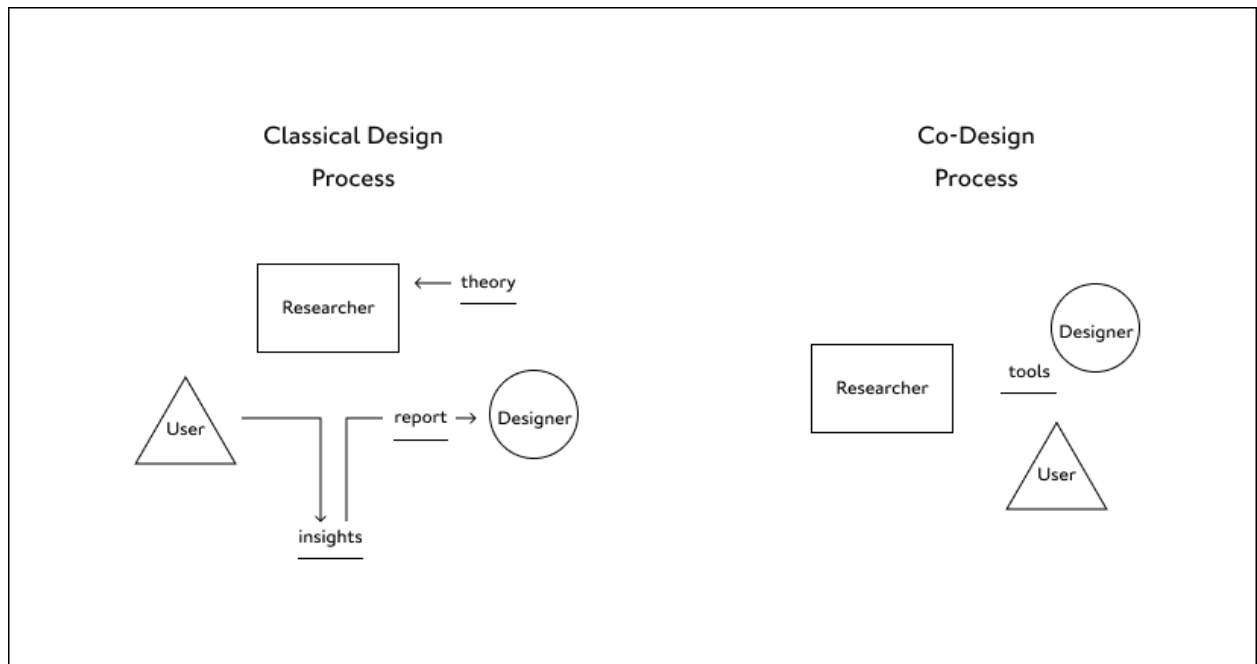 Classical Design
Process
Researcher
theory
User
report
Designer
insights
Co-Design
Process
Designer
tools
Researcher
User